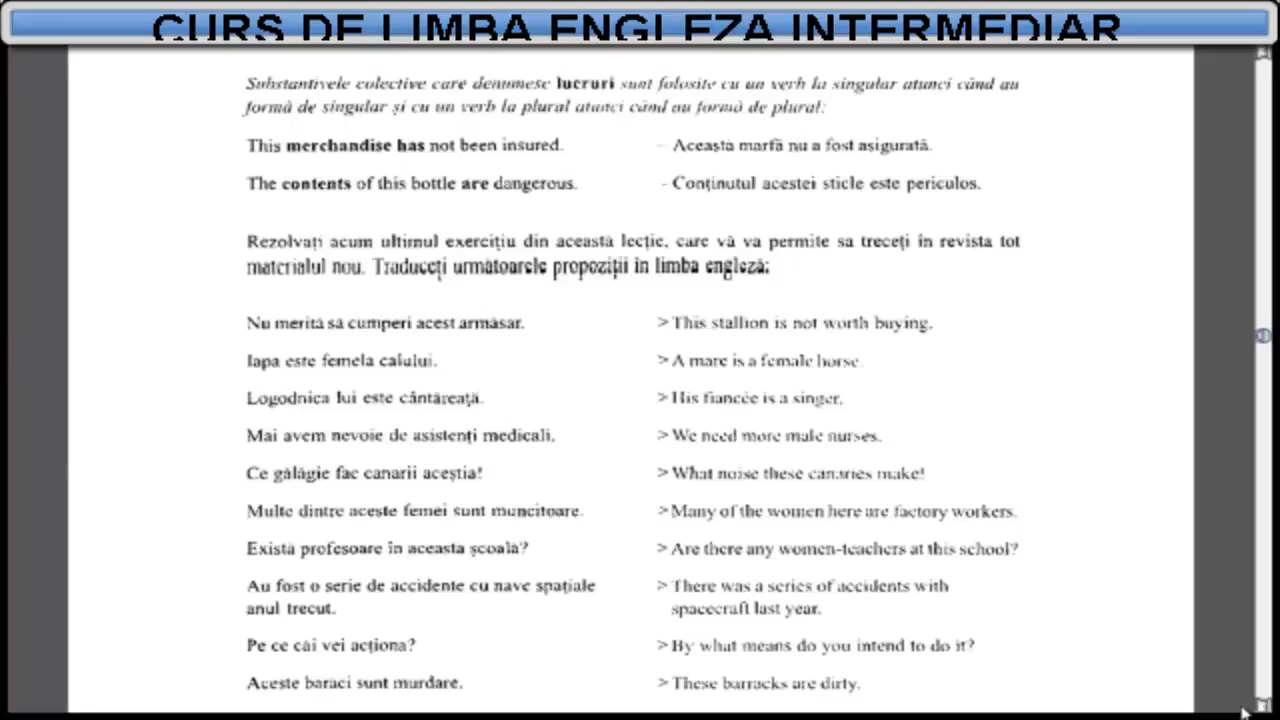 CURS DE LIMBA ENGLEZA INTERMEDIAR
Substantivele colective care denumesc lucruri sunt folosite cu un verb la singular atunci când au
formă de singular și cu un verb la plural atunci când au formă de plural:
This merchandise has not been insured. – Această marfă nu a fost asigurată.
The contents of this bottle are dangerous. - Conținutul acestei sticle este periculos.
Rezolvați acum ultimul exercițiu din această lecție, care vă va permite să treceți în revistă tot
materialul nou. Traduceți următoarele propoziții în limba engleză:
Nu merită să cumperi acest armăsar. > This stallion is not worth buying.
Iapa este femela calului. > A mare is a female horse.
Logodnica lui este cântăreață. > His fiancée is a singer.
Mai avem nevoie de asistenți medicali. > We need more male nurses.
Ce gălăgie fac canarii aceștia! > What noise these canaries make!
Multe dintre aceste femei sunt muncitoare. > Many of the women here are factory workers.
Există profesoare în aceasta școală? > Are there any women-teachers at this school?
Au fost o serie de accidente cu nave spațiale > There was a series of accidents with
anul trecut. spacecraft last year.
Pe ce căi vei acționa? > By what means do you intend to do it?
Aceste baraci sunt murdare. > These barracks are dirty.